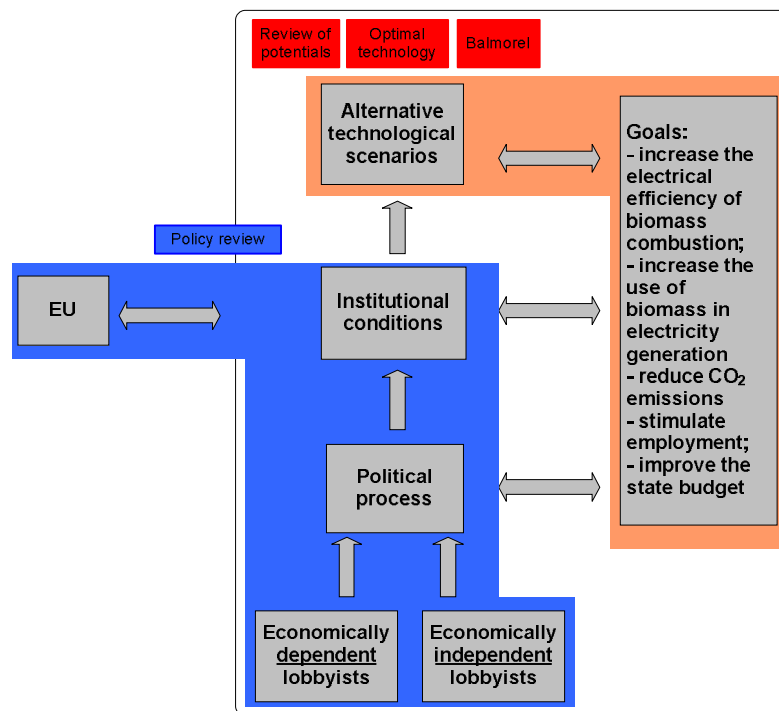 Review of
potentials
Optimal
technology
Balmorel
Alternative
technological
scenarios
Goals:
- increase the
electrical
efficiency of
biomass
combustion;
- increase the
use of
biomass in
electricity
generation
- reduce CO₂
emissions
- stimulate
employment;
- improve the
state budget
Policy review
EU
Institutional
conditions
Political
process
Economically
dependent
lobbyists
Economically
independent
lobbyists